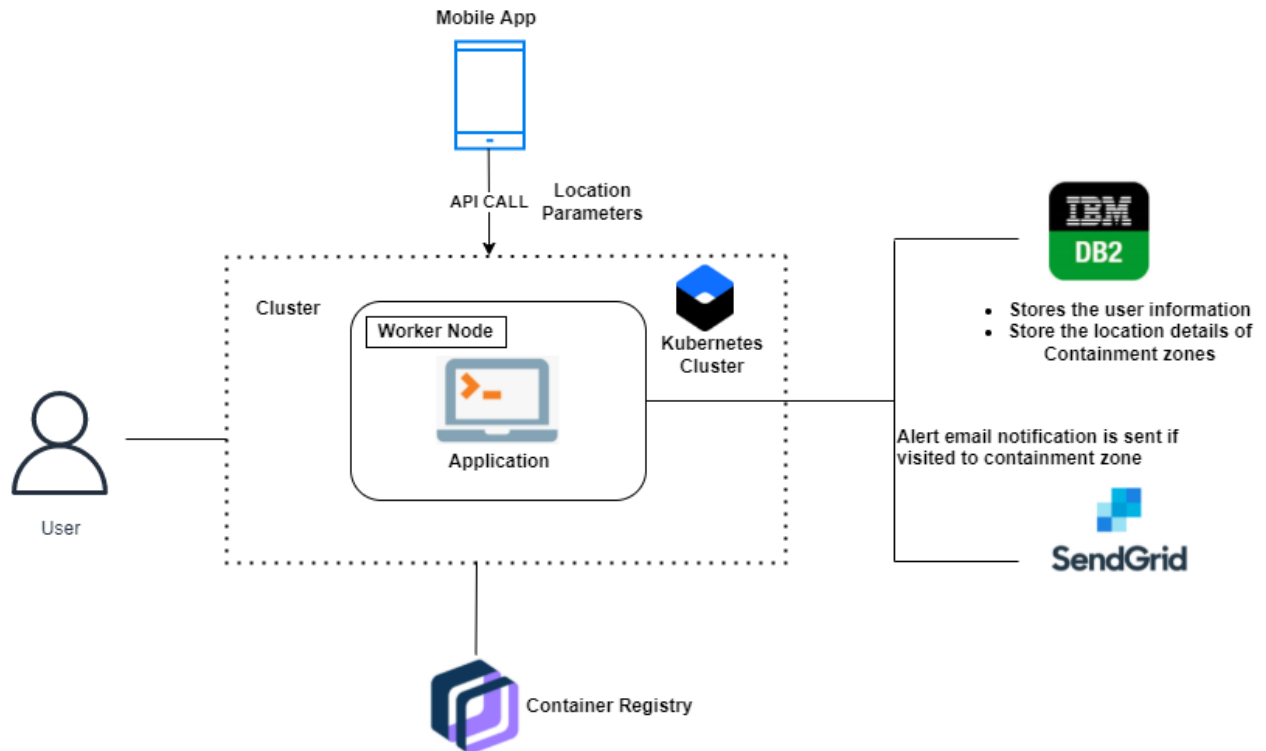 Mobile App
API CALL
Location
Parameters
Cluster
Worker Node
Application
Kubernetes
Cluster
User
IBM
DB2
• Stores the user information
• Store the location details of
Containment zones
Alert email notification is sent if
visited to containment zone
SendGrid
Container Registry